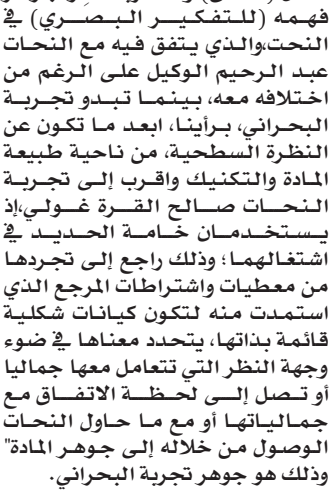 فهمه (للتفكير البصري) في
النحت،والذي يتفق فيه مع النحات
عبد الرحيم الوكيل على الرغم من
اختلافه معه، بينما تبدو تجربة
البحراني، برأينا، ابعد ما تكون عن
النظرة السطحية، من ناحية طبيعة
المادة والتكنيك واقرب إلى تجربة
النحات صالح القرة غولي،إذ
يستخدمان خامة الحديد في
اشتغالهما؛ وذلك راجع إلى تجردها
من معطيات واشتراطات المرجع الذي
استمدت منه لتكون كيانات شكلية
قائمة بذاتها، يتحدد معناها في ضوء
وجهة النظر التي تتعامل معها جماليا
أو تصل إلى لحظة الاتفاق مع
جمالياتها أو مع ما حاول النحات
الوصول من خلاله إلى جوهر المادة"
وذلك هو جوهر تجربة البحراني.